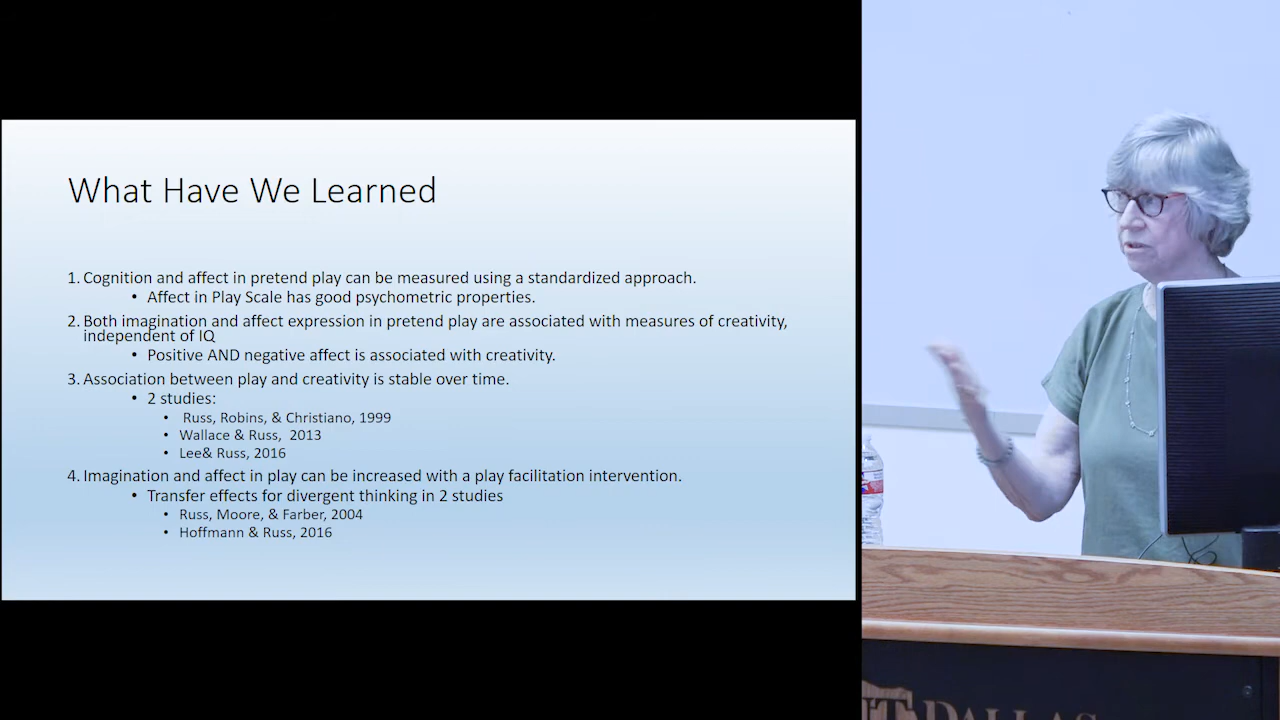 What Have We Learned
1. Cognition and affect in pretend play can be measured using a standardized approach.
• Affect in Play Scale has good psychometric properties.
2. Both imagination and affect expression in pretend play are associated with measures of creativity,
independent of IQ
• Positive AND negative affect is associated with creativity.
3. Association between play and creativity is stable over time.
• 2 studies:
• Russ, Robins, & Christiano, 1999
• Wallace & Russ, 2013
• Lee& Russ, 2016
4. Imagination and affect in play can be increased with a play facilitation intervention.
• Transfer effects for divergent thinking in 2 studies
• Russ, Moore, & Farber, 2004
• Hoffmann & Russ, 2016
DALLAS